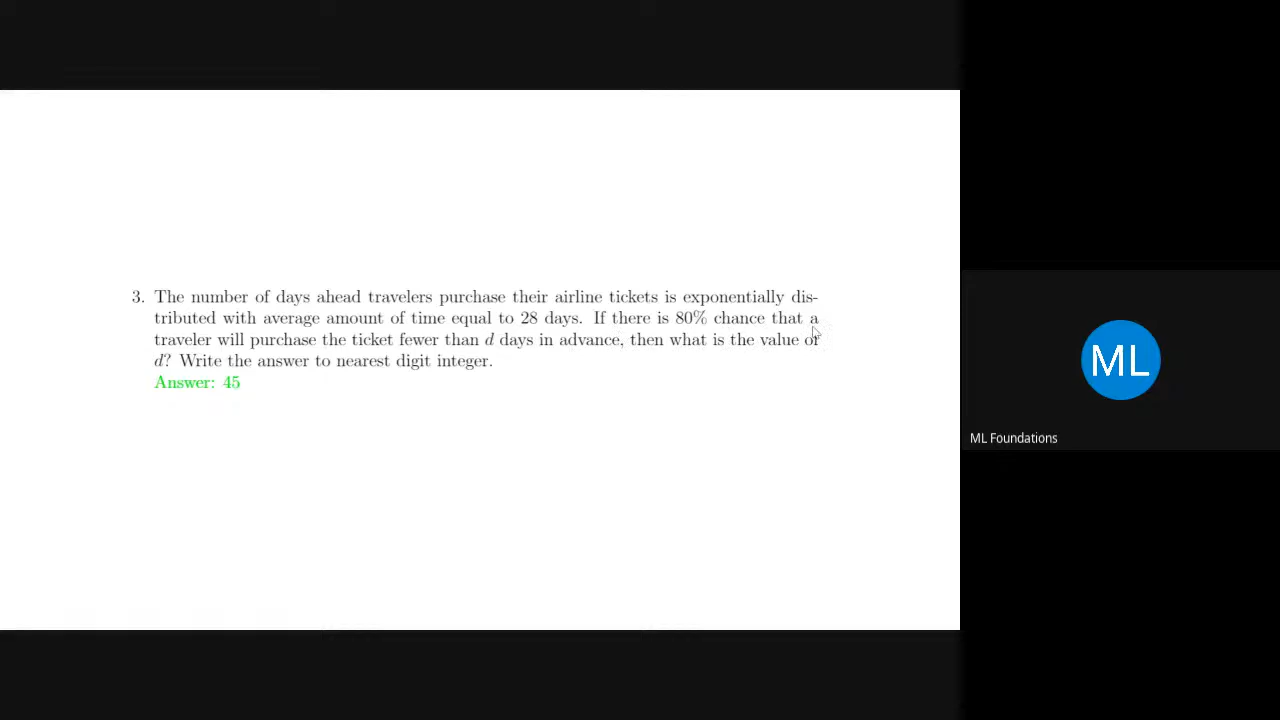 3. The number of days ahead travelers purchase their airline tickets is exponentially dis-
tributed with average amount of time equal to 28 days. If there is 80% chance that a
traveler will purchase the ticket fewer than d days in advance, then what is the value of
d? Write the answer to nearest digit integer.
Answer: 45
ML
ML Foundations